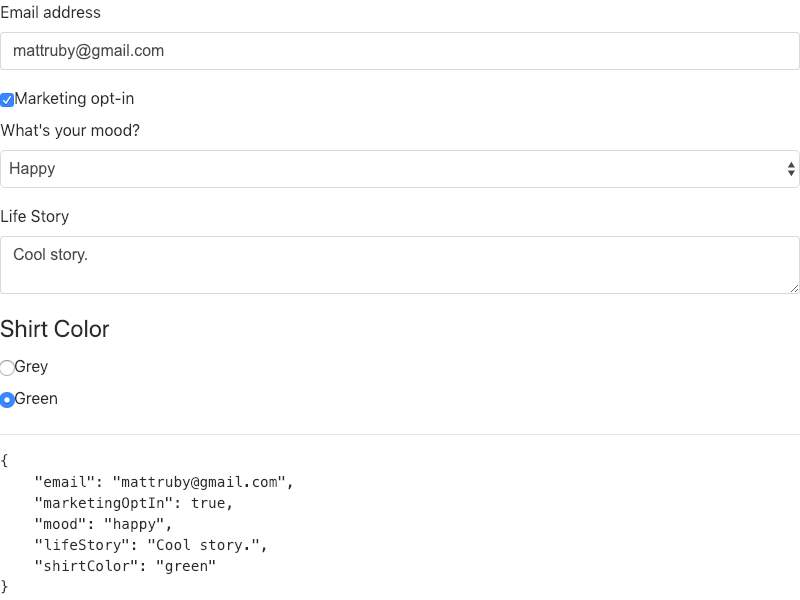 Email address
mattruby@gmail.com
Marketing opt-in
What's your mood?
Happy
Life Story
Cool story.
Shirt Color
Grey
Green
{
    "email": "mattruby@gmail.com",
    "marketingOptIn": true,
    "mood": "happy",
    "lifeStory": "Cool story.",
    "shirtColor": "green"
}